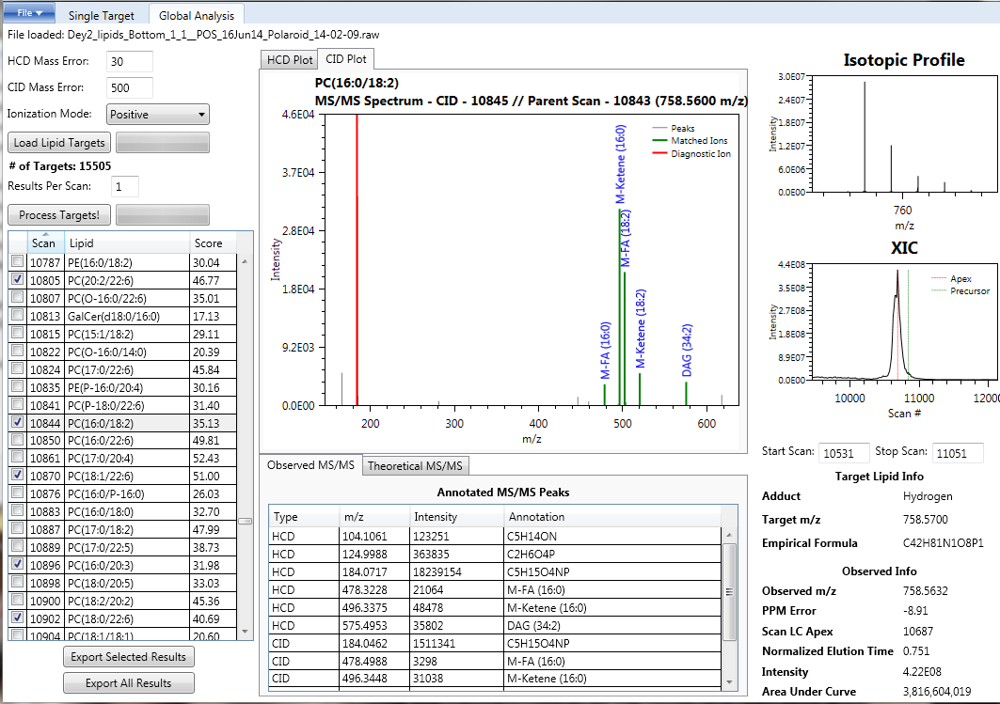 File
Single Target
Global Analysis
File loaded: Dey2_lipids_Bottom_1_1__POS_16Jun14_Polaroid_14-02-09.raw
HCD Mass Error: 30
CID Mass Error: 500
Ionization Mode: Positive
Load Lipid Targets
# of Targets: 15505
Results Per Scan: 1
Process Targets!
Scan Lipid Score
10787 PE(16:0/18:2) 30.04
10805 PC(20:2/22:6) 46.77
10807 PC(O-16:0/22:6) 35.01
10813 GalCer(d18:0/16:0) 17.13
10815 PC(15:1/18:2) 29.11
10822 PC(O-16:0/14:0) 20.39
10824 PC(17:0/22:6) 45.84
10835 PE(P-16:0/20:4) 30.16
10841 PC(P-18:0/22:6) 31.40
10844 PC(16:0/18:2) 35.13
10850 PC(16:0/22:6) 49.81
10861 PC(17:0/20:4) 52.43
10870 PC(18:1/22:6) 51.00
10876 PC(16:0/P-16:0) 26.03
10883 PC(16:0/18:0) 32.70
10887 PC(17:0/18:2) 47.99
10889 PC(17:0/22:5) 38.73
10896 PC(16:0/20:3) 31.98
10898 PC(18:0/20:5) 33.03
10900 PC(18:2/20:2) 45.36
10902 PC(18:0/22:6) 40.69
10904 PC(18:1/18:1) 20.60
Export Selected Results
Export All Results
HCD Plot
CID Plot
PC(16:0/18:2)
MS/MS Spectrum - CID - 10845 // Parent Scan - 10843 (758.5600 m/z)
4.6E04
3.7E04
2.8E04
1.8E04
9.2E03
0.0E00
Intensity
Peaks
Matched Ions
Diagnostic Ion
M-FA (16:0)
M-Ketene (16:0)
M-FA (18:2)
M-Ketene (18:2)
DAG (34:2)
200 300 400 500 600
m/z
Observed MS/MS
Theoretical MS/MS
Annotated MS/MS Peaks
Type m/z Intensity Annotation
HCD 104.1061 123251 C5H14ON
HCD 124.9988 363835 C2H6O4P
HCD 184.0717 18239154 C5H15O4NP
HCD 478.3228 21064 M-FA (16:0)
HCD 496.3375 48478 M-Ketene (16:0)
HCD 575.4953 35802 DAG (34:2)
CID 184.0462 1511341 C5H15O4NP
CID 478.4988 3298 M-FA (16:0)
CID 496.3448 31038 M-Ketene (16:0)
Isotopic Profile
3.0E07
2.4E07
1.8E07
1.2E07
6.0E06
0.0E00
Intensity
760
m/z
XIC
4.4E08
3.5E08
2.7E08
1.8E08
8.9E07
0.0E00
Intensity
Apex
Precursor
10000 11000 12000
Scan #
Start Scan: 10531 Stop Scan: 11051
Target Lipid Info
Adduct Hydrogen
Target m/z 758.5700
Empirical Formula C42H81N1O8P1
Observed Info
Observed m/z 758.5632
PPM Error -8.91
Scan LC Apex 10687
Normalized Elution Time 0.751
Intensity 4.22E08
Area Under Curve 3,816,604,019